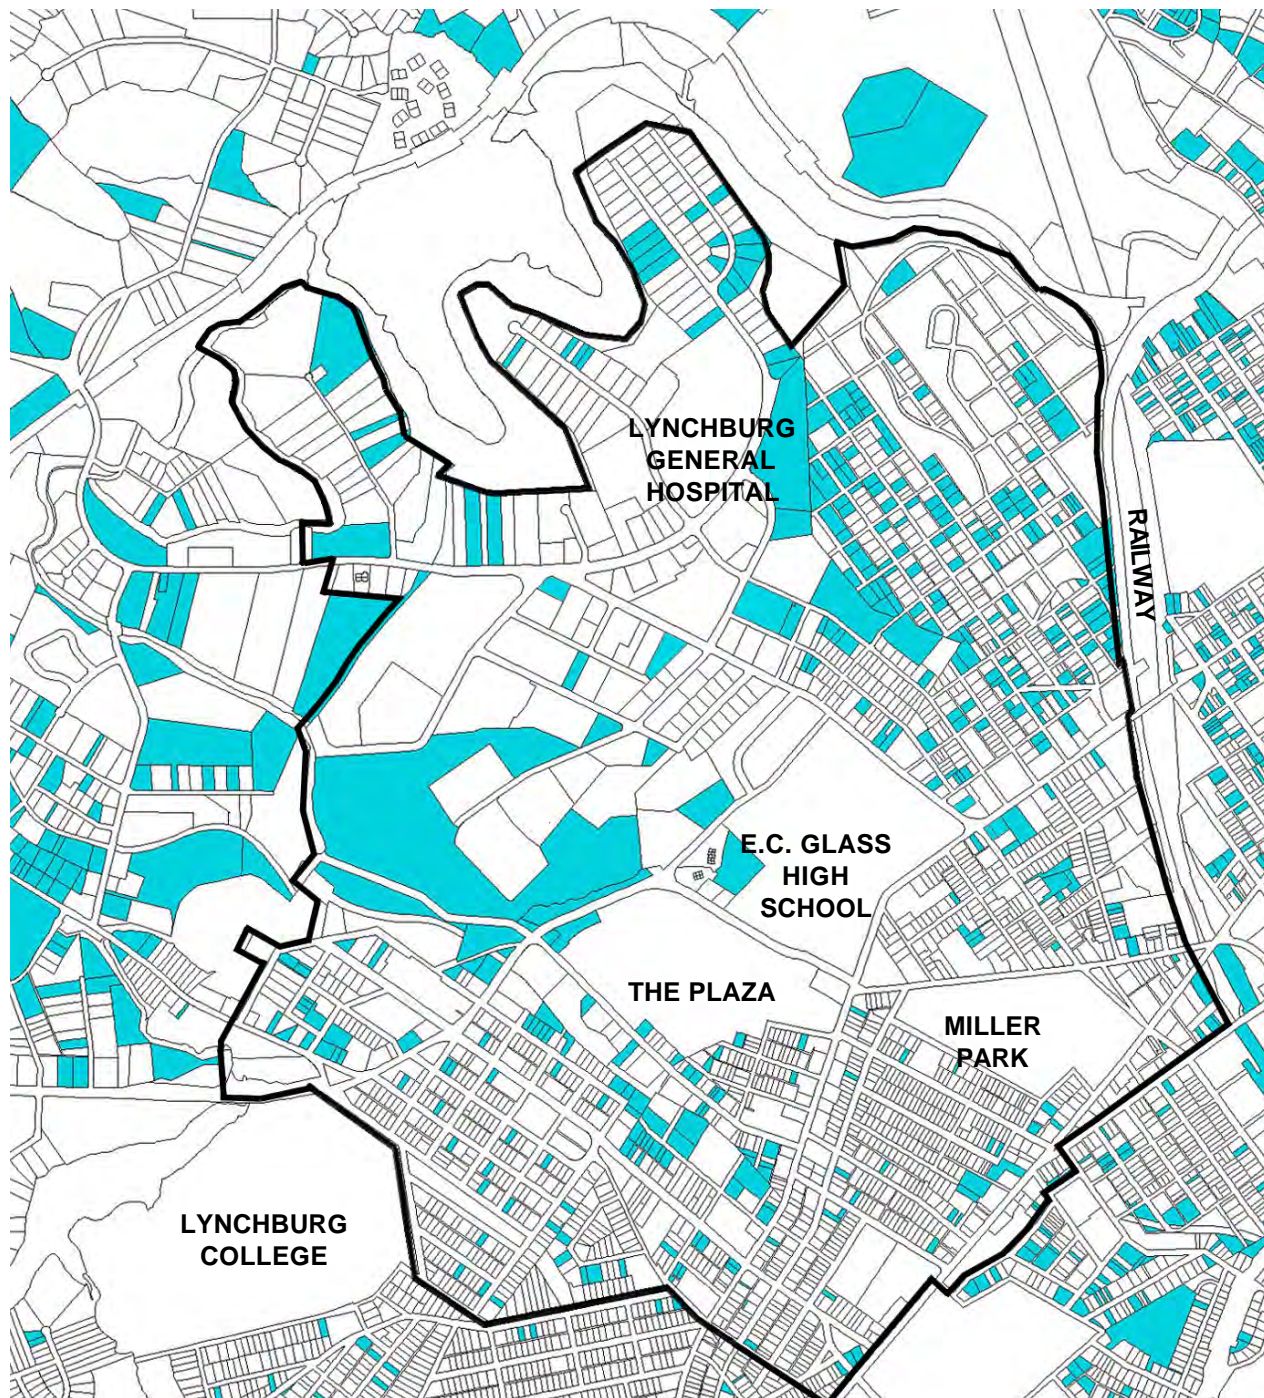 LYNCHBURG
GENERAL
HOSPITAL
RAILWAY
E.C. GLASS
HIGH
SCHOOL
THE PLAZA
MILLER
PARK
LYNCHBURG
COLLEGE